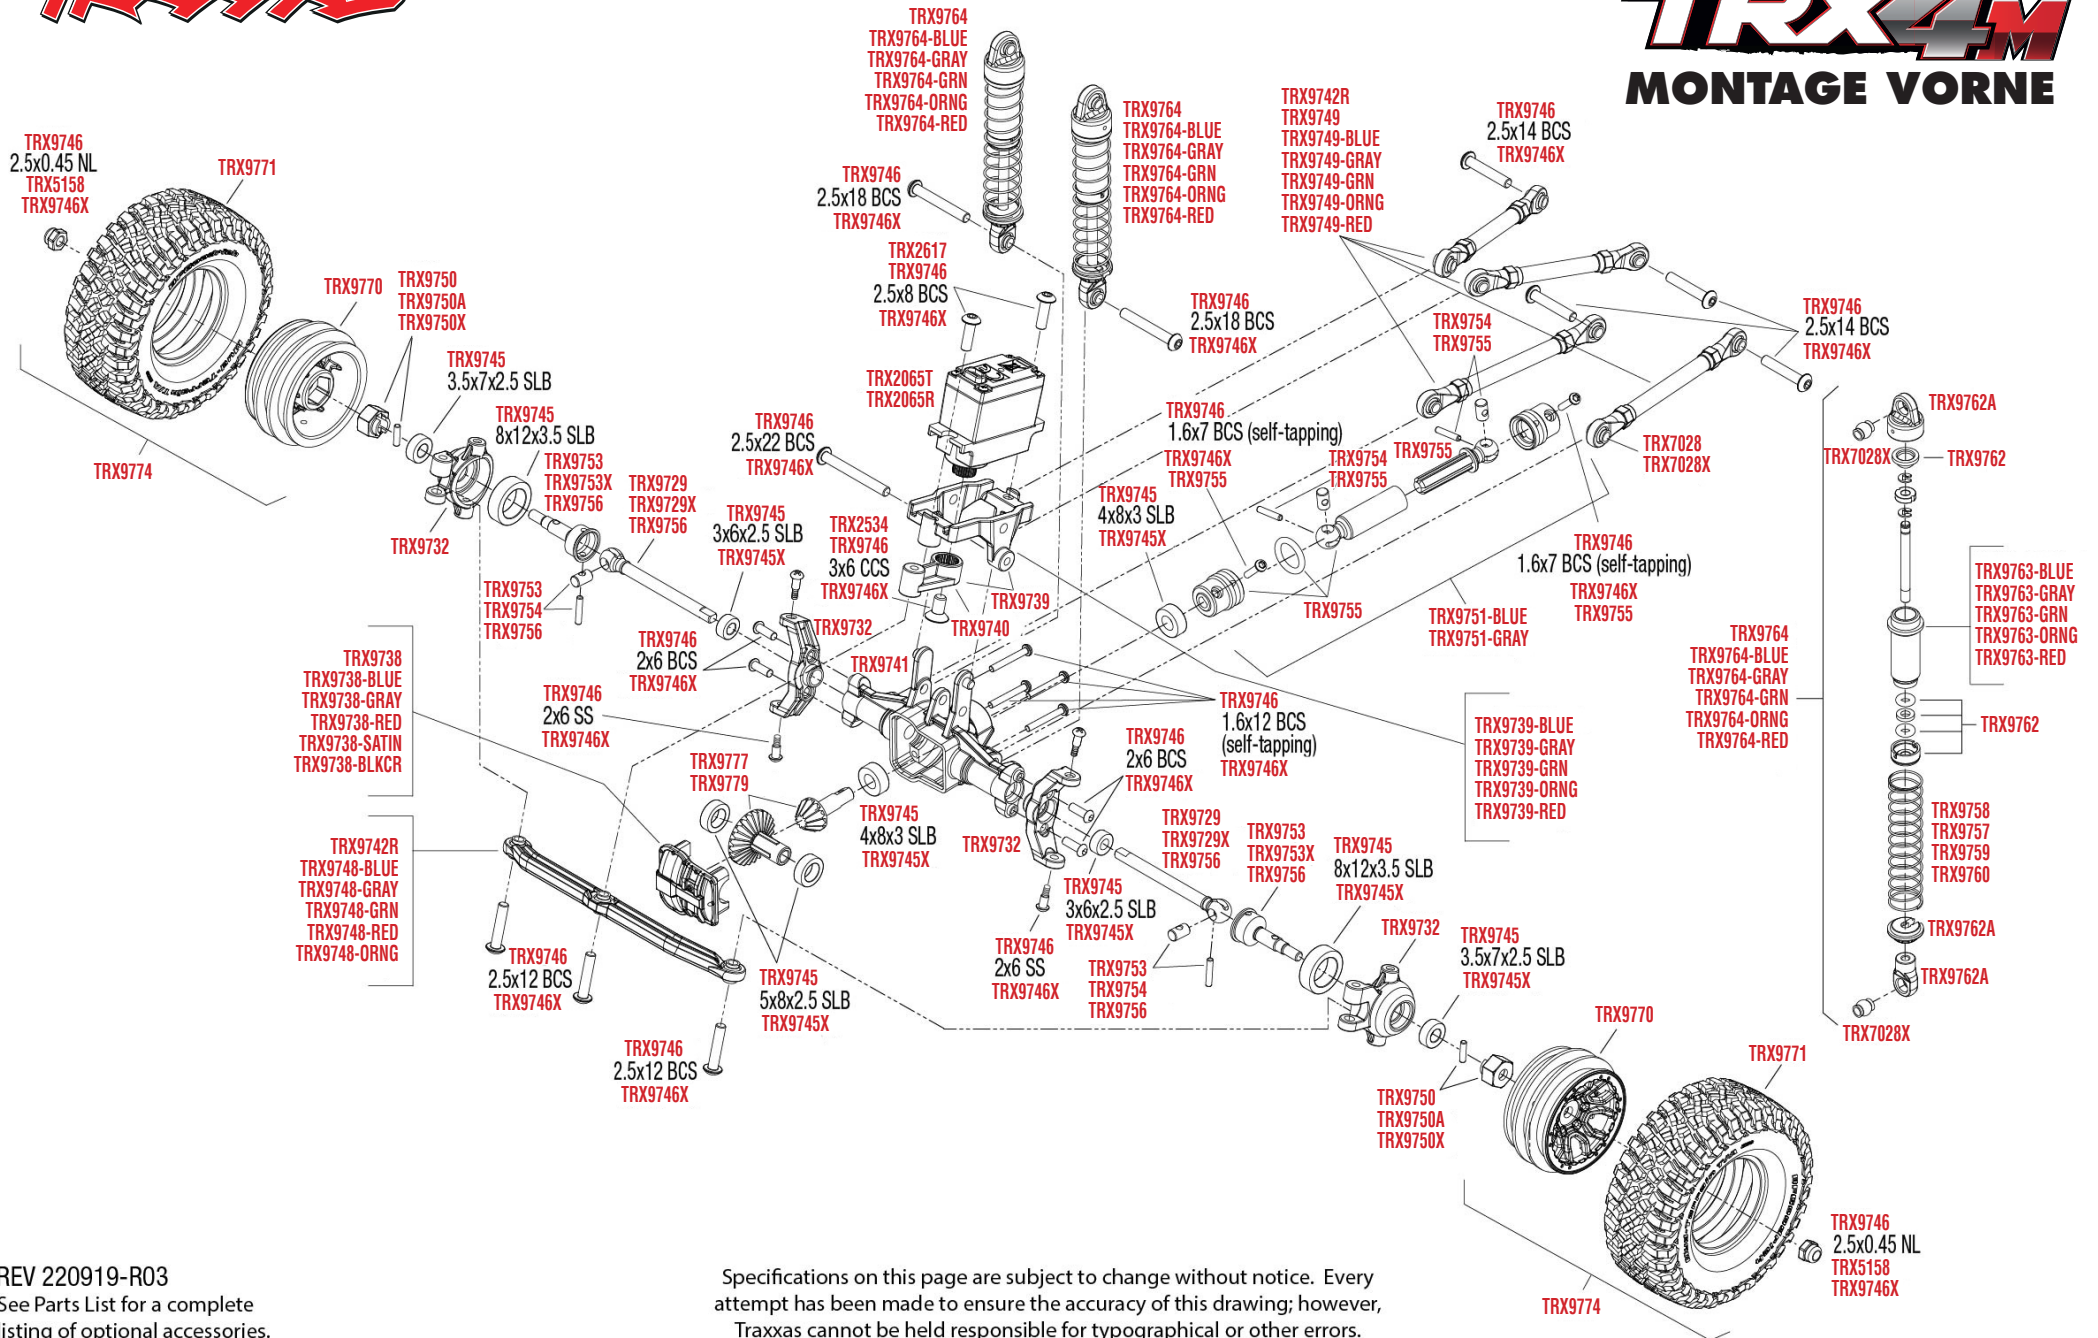 TRAXXAS
TRX4M
MONTAGE VORNE
TRX9764
TRX9764-BLUE
TRX9764-GRAY
TRX9764-GRN
TRX9764-ORNG
TRX9764-RED
TRX9764
TRX9764-BLUE
TRX9764-GRAY
TRX9764-GRN
TRX9764-ORNG
TRX9764-RED
TRX9742R
TRX9749
TRX9749-BLUE
TRX9749-GRAY
TRX9749-GRN
TRX9749-ORNG
TRX9749-RED
TRX9746
2.5x14 BCS
TRX9746X
TRX9746
2.5x0.45 NL
TRX5158
TRX9746X
TRX9771
TRX9746
2.5x18 BCS
TRX9746X
TRX2617
TRX9746
2.5x8 BCS
TRX9746X
TRX9770
TRX9750
TRX9750A
TRX9750X
TRX9746
2.5x18 BCS
TRX9746X
TRX9754
TRX9755
TRX9746
2.5x14 BCS
TRX9746X
TRX9745
3.5x7x2.5 SLB
TRX2065T
TRX2065R
TRX9745
8x12x3.5 SLB
TRX9753
TRX9753X
TRX9756
TRX9746
2.5x22 BCS
TRX9746X
TRX9746
1.6x7 BCS (self-tapping)
TRX9746X
TRX9755
TRX9754
TRX9755
TRX9755
TRX7028
TRX7028X
TRX9762A
TRX7028X
TRX9762
TRX9774
TRX9732
TRX9729
TRX9729X
TRX9756
TRX9745
3x6x2.5 SLB
TRX9745X
TRX2534
TRX9746
3x6 CCS
TRX9746X
TRX9745
4x8x3 SLB
TRX9745X
TRX9746
1.6x7 BCS (self-tapping)
TRX9746X
TRX9755
TRX9753
TRX9754
TRX9756
TRX9739
TRX9740
TRX9755
TRX9751-BLUE
TRX9751-GRAY
TRX9763-BLUE
TRX9763-GRAY
TRX9763-GRN
TRX9763-ORNG
TRX9763-RED
TRX9732
TRX9746
2x6 BCS
TRX9746X
TRX9741
TRX9764
TRX9764-BLUE
TRX9764-GRAY
TRX9764-GRN
TRX9764-ORNG
TRX9764-RED
TRX9738
TRX9738-BLUE
TRX9738-GRAY
TRX9738-RED
TRX9738-SATIN
TRX9738-BLKCR
TRX9746
2x6 SS
TRX9746X
TRX9746
1.6x12 BCS
(self-tapping)
TRX9746X
TRX9739-BLUE
TRX9739-GRAY
TRX9739-GRN
TRX9739-ORNG
TRX9739-RED
TRX9762
TRX9777
TRX9779
TRX9746
2x6 BCS
TRX9746X
TRX9745
4x8x3 SLB
TRX9745X
TRX9732
TRX9729
TRX9729X
TRX9756
TRX9753
TRX9753X
TRX9756
TRX9745
8x12x3.5 SLB
TRX9745X
TRX9758
TRX9757
TRX9759
TRX9760
TRX9742R
TRX9748-BLUE
TRX9748-GRAY
TRX9748-GRN
TRX9748-RED
TRX9748-ORNG
TRX9745
3x6x2.5 SLB
TRX9745X
TRX9732
TRX9745
3.5x7x2.5 SLB
TRX9745X
TRX9762A
TRX9746
2.5x12 BCS
TRX9746X
TRX9745
5x8x2.5 SLB
TRX9745X
TRX9746
2x6 SS
TRX9746X
TRX9753
TRX9754
TRX9756
TRX9762A
TRX7028X
TRX9770
TRX9746
2.5x12 BCS
TRX9746X
TRX9771
TRX9750
TRX9750A
TRX9750X
TRX9746
2.5x0.45 NL
TRX5158
TRX9746X
TRX9774
REV 220919-R03
See Parts List for a complete
listing of optional accessories.
Specifications on this page are subject to change without notice. Every
attempt has been made to ensure the accuracy of this drawing; however,
Traxxas cannot be held responsible for typographical or other errors.